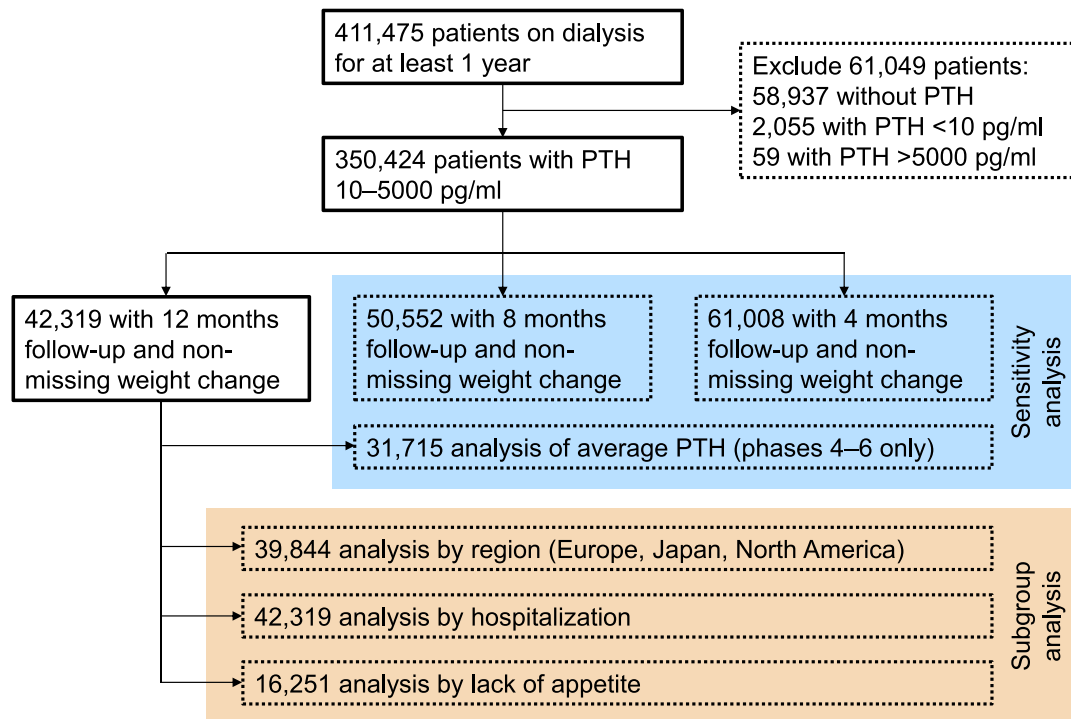 411,475 patients on dialysis
for at least 1 year
Exclude 61,049 patients:
58,937 without PTH
2,055 with PTH <10 pg/ml
59 with PTH >5000 pg/ml
350,424 patients with PTH
10–5000 pg/ml
42,319 with 12 months
follow-up and non-
missing weight change
50,552 with 8 months
follow-up and non-
missing weight change
61,008 with 4 months
follow-up and non-
missing weight change
31,715 analysis of average PTH (phases 4–6 only)
Sensitivity
analysis
39,844 analysis by region (Europe, Japan, North America)
42,319 analysis by hospitalization
16,251 analysis by lack of appetite
Subgroup
analysis